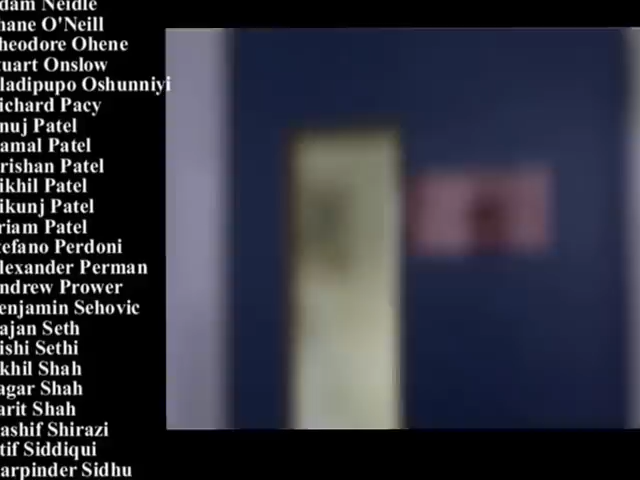 dam Neidle
hane O'Neill
heodore Ohene
tuart Onslow
ladipupo Oshunniyi
ichard Pacy
nuj Patel
amal Patel
rishan Patel
ikhil Patel
ikunj Patel
riam Patel
tefano Perdoni
lexander Perman
ndrew Prower
enjamin Sehovic
ajan Seth
ishi Sethi
khil Shah
agar Shah
arit Shah
ashif Shirazi
tif Siddiqui
arpinder Sidhu